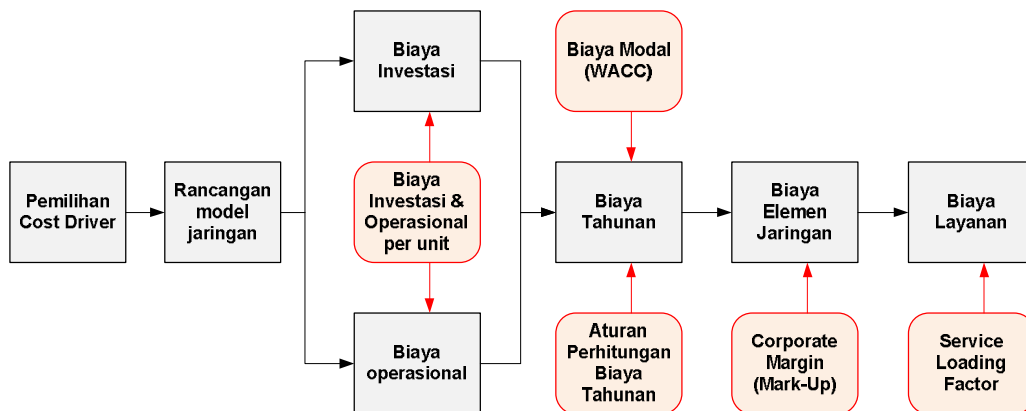 Pemilihan
Cost Driver
Rancangan
model
jaringan
Biaya
Investasi
Biaya
Investasi &
Operasional
per unit
Biaya
operasional
Biaya Modal
(WACC)
Biaya
Tahunan
Aturan
Perhitungan
Biaya
Tahunan
Biaya
Elemen
Jaringan
Corporate
Margin
(Mark-Up)
Biaya
Layanan
Service
Loading
Factor